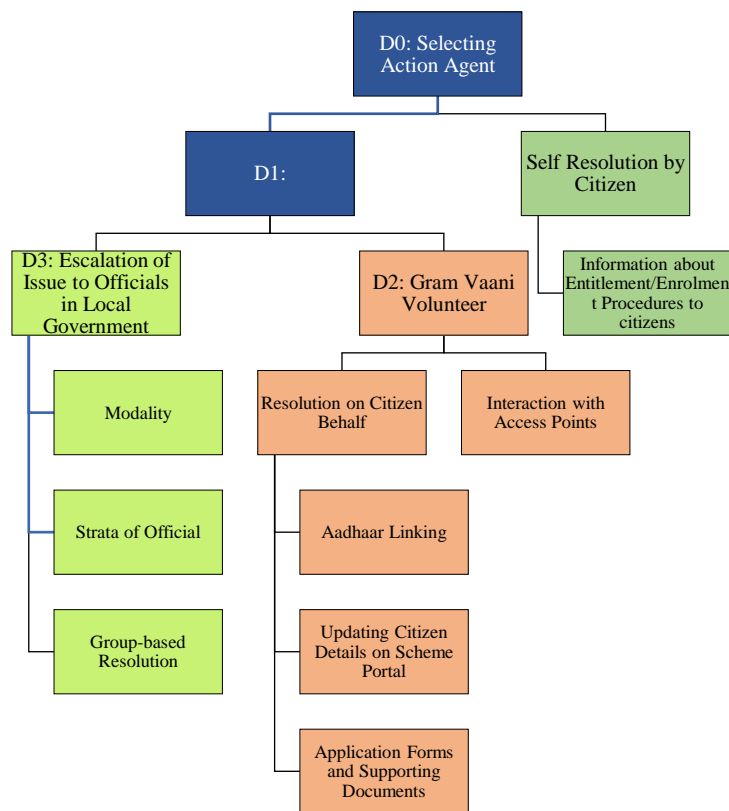 D0: Selecting
Action Agent
D1:
Self Resolution by
Citizen
D3: Escalation of
Issue to Officials
in Local
Government
D2: Gram Vaani
Volunteer
Information about
Entitlement/Enrolmen
t Procedures to
citizens
Modality
Resolution on Citizen
Behalf
Interaction with
Access Points
Strata of Official
Aadhaar Linking
Group-based
Resolution
Updating Citizen
Details on Scheme
Portal
Application Forms
and Supporting
Documents